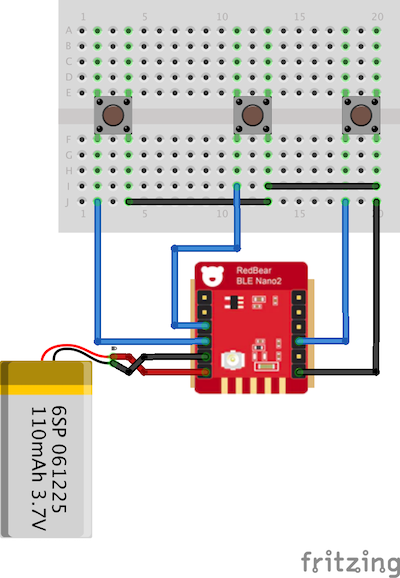 1 5 10 15 20
A
B
C
D
E
F
G
H
I
J
1 5 10 15 20
RedBear
BLE Nano2
6SP 061225
110mAh 3.7V
fritzing